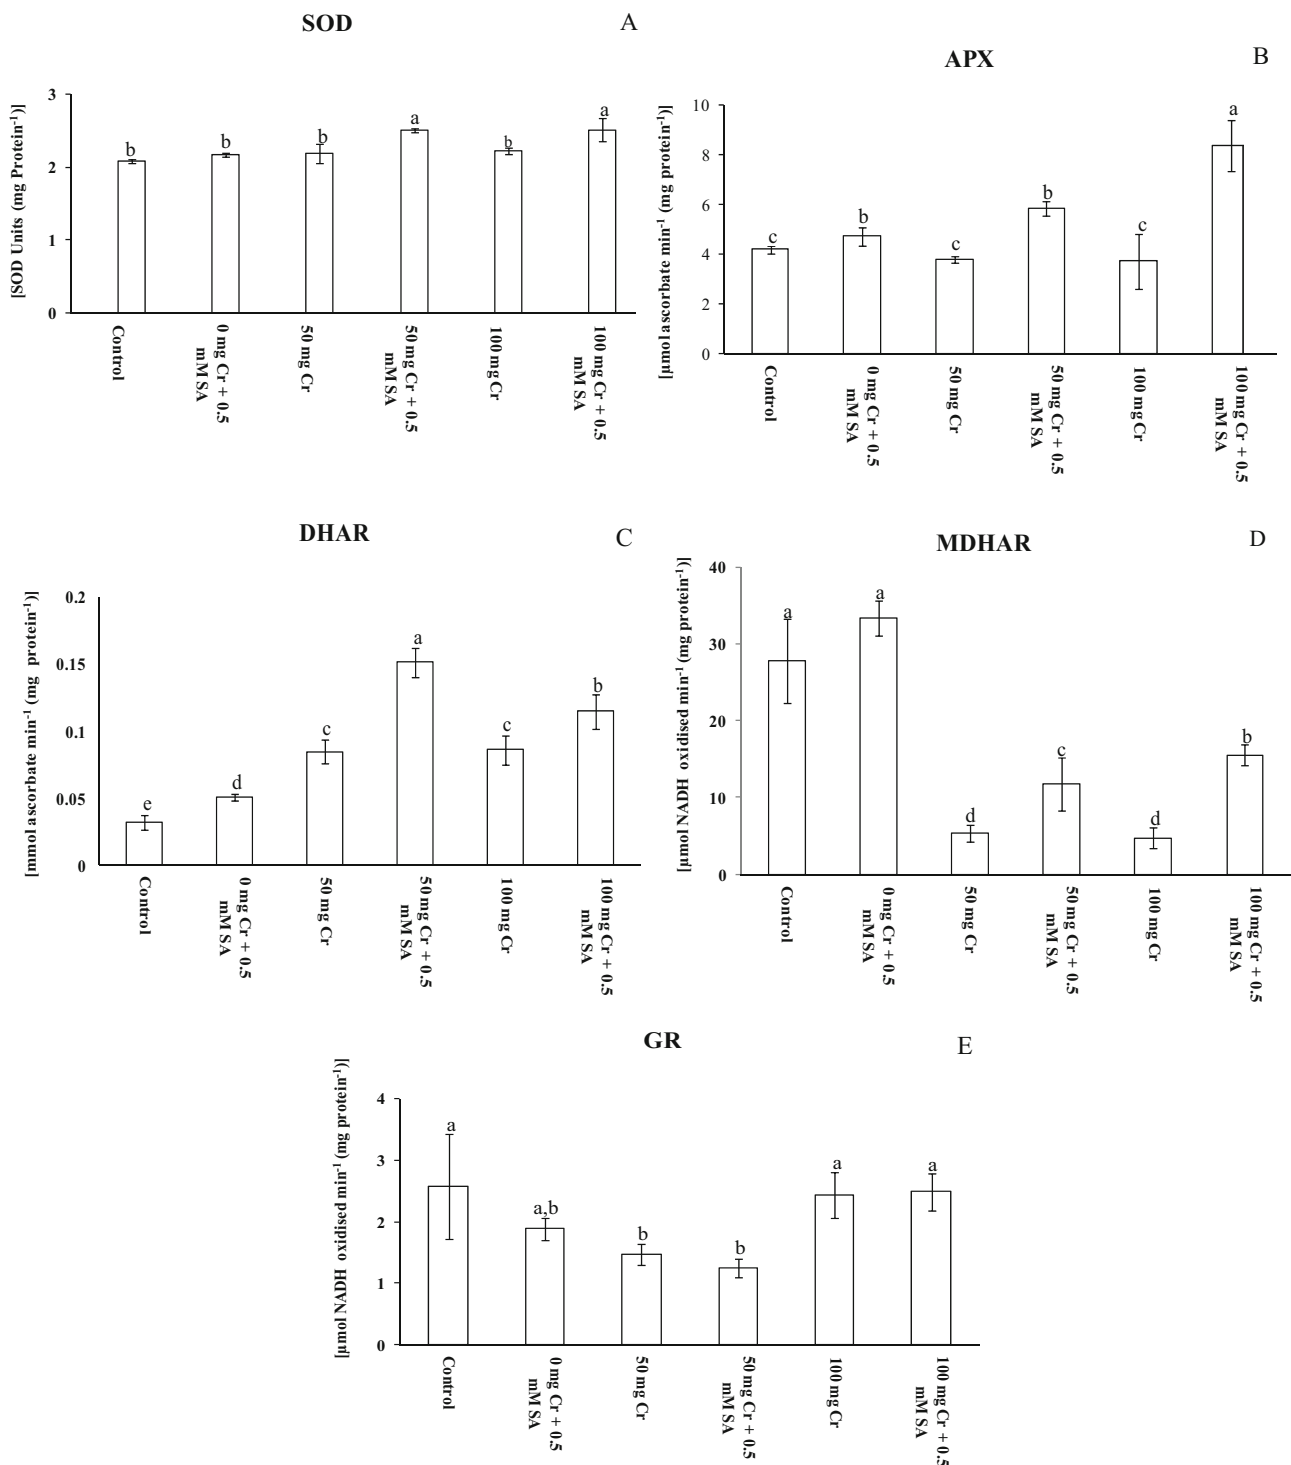 SOD
A
[SOD Units (mg Protein⁻¹)]
3
2
1
0
b
b
b
a
b
a
Control
0 mg Cr + 0.5
mM SA
50 mg Cr
50 mg Cr + 0.5
mM SA
100 mg Cr
100 mg Cr + 0.5
mM SA
APX
B
[µmol ascorbate min⁻¹ (mg protein⁻¹)]
10
8
6
4
2
0
c
b
c
b
c
a
Control
0 mg Cr + 0.5
mM SA
50 mg Cr
50 mg Cr + 0.5
mM SA
100 mg Cr
100 mg Cr + 0.5
mM SA
DHAR
C
[mmol ascorbate min⁻¹ (mg protein⁻¹)]
0.2
0.15
0.1
0.05
0
e
d
c
a
c
b
Control
0 mg Cr + 0.5
mM SA
50 mg Cr
50 mg Cr + 0.5
mM SA
100 mg Cr
100 mg Cr + 0.5
mM SA
MDHAR
D
[µmol NADH oxidised min⁻¹ (mg protein⁻¹)]
40
30
20
10
0
a
a
d
c
d
b
Control
0 mg Cr + 0.5
mM SA
50 mg Cr
50 mg Cr + 0.5
mM SA
100 mg Cr
100 mg Cr + 0.5
mM SA
GR
E
[µmol NADH oxidised min⁻¹ (mg protein⁻¹)]
4
3
2
1
0
a
a,b
b
b
a
a
Control
0 mg Cr + 0.5
mM SA
50 mg Cr
50 mg Cr + 0.5
mM SA
100 mg Cr
100 mg Cr + 0.5
mM SA